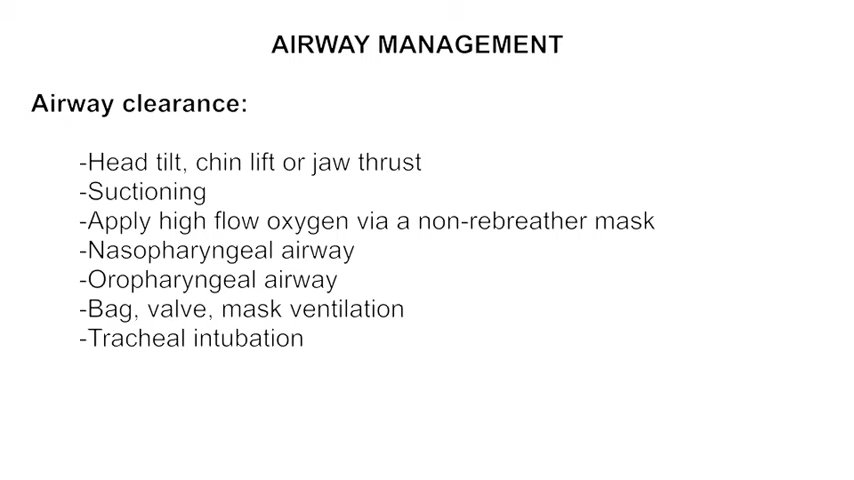 AIRWAY MANAGEMENT
Airway clearance:
-Head tilt, chin lift or jaw thrust
-Suctioning
-Apply high flow oxygen via a non-rebreather mask
-Nasopharyngeal airway
-Oropharyngeal airway
-Bag, valve, mask ventilation
-Tracheal intubation